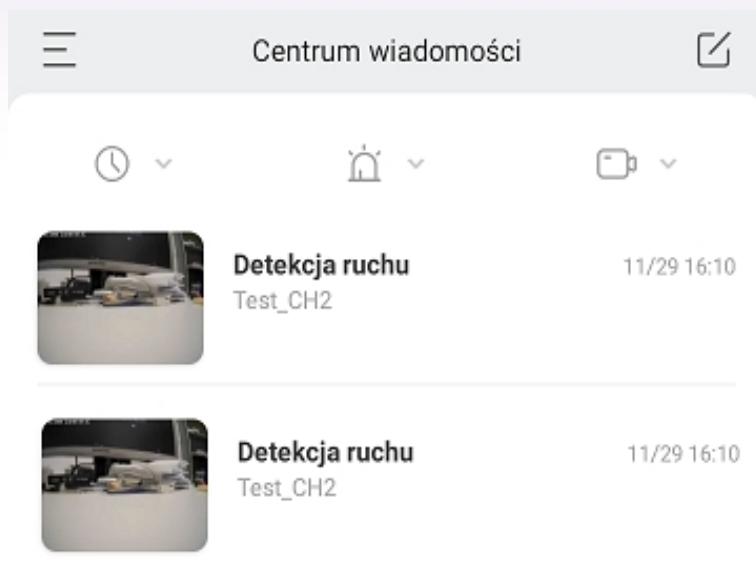 Centrum wiadomości
Detekcja ruchu
11/29 16:10
Test_CH2
Detekcja ruchu
11/29 16:10
Test_CH2